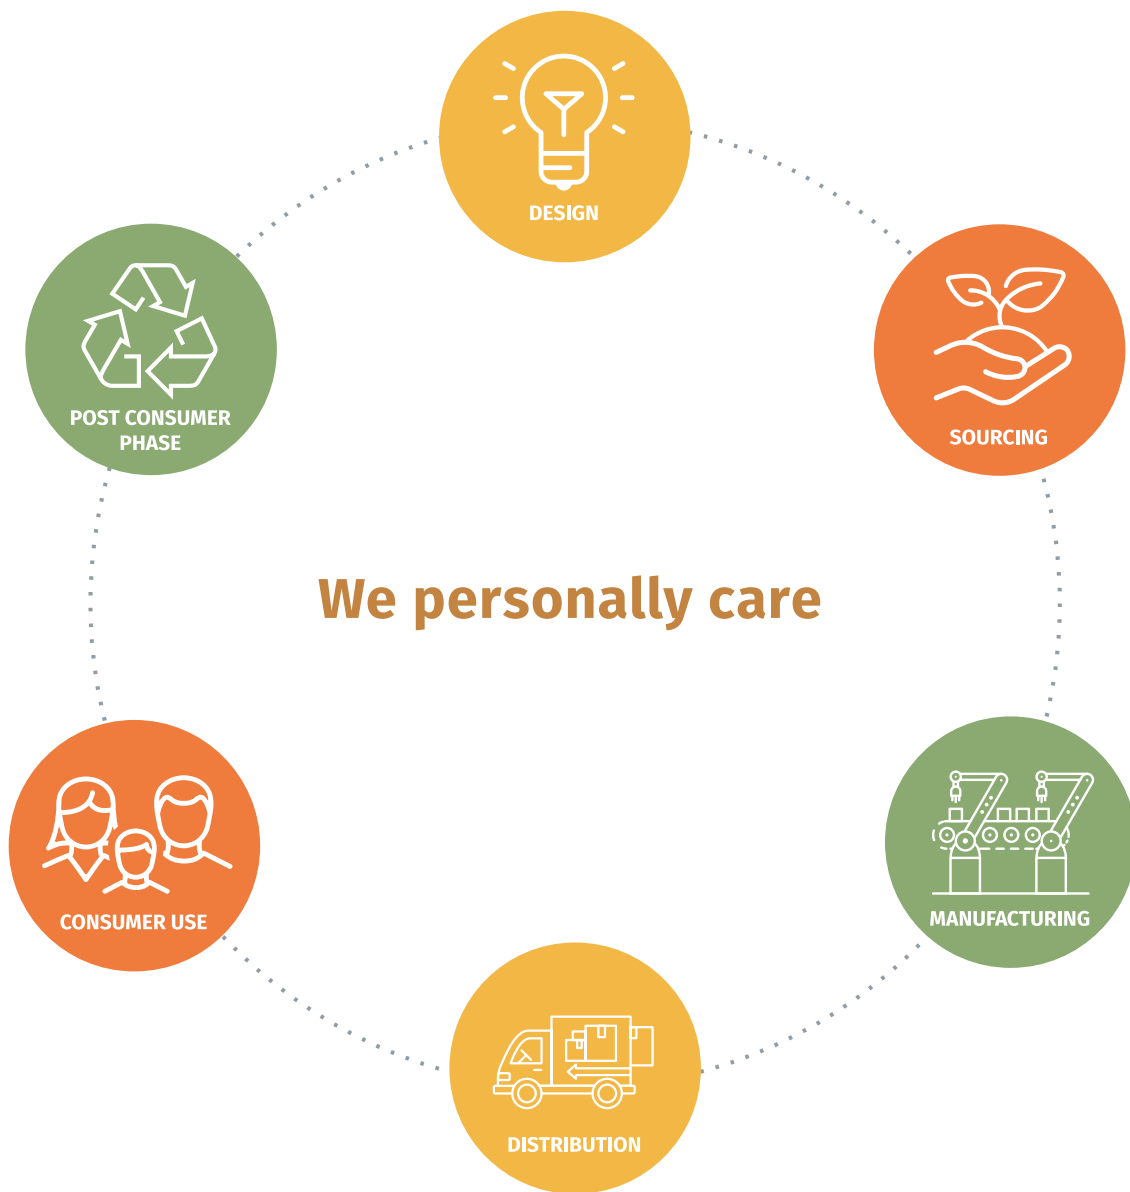 DESIGN
SOURCING
MANUFACTURING
DISTRIBUTION
CONSUMER USE
POST CONSUMER
PHASE
We personally care